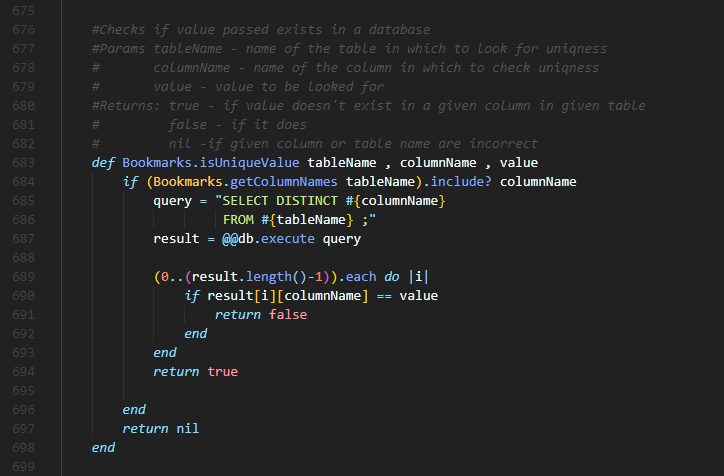 675
676 #Checks if value passed exists in a database
677 #Params tableName - name of the table in which to look for uniqness
678 #       columnName - name of the column in which to check uniqness
679 #       value - value to be looked for
680 #Returns: true - if value doesn't exist in a given column in given table
681 #         false - if it does
682 #         nil -if given column or table name are incorrect
683 def Bookmarks.isUniqueValue tableName , columnName , value
684     if (Bookmarks.getColumnNames tableName).include? columnName
685         query = "SELECT DISTINCT #{columnName}
686                  FROM #{tableName} ;"
687         result = @@db.execute query
688
689         (0..(result.length()-1)).each do |i|
690             if result[i][columnName] == value
691                 return false
692             end
693         end
694         return true
695
696     end
697     return nil
698 end
699